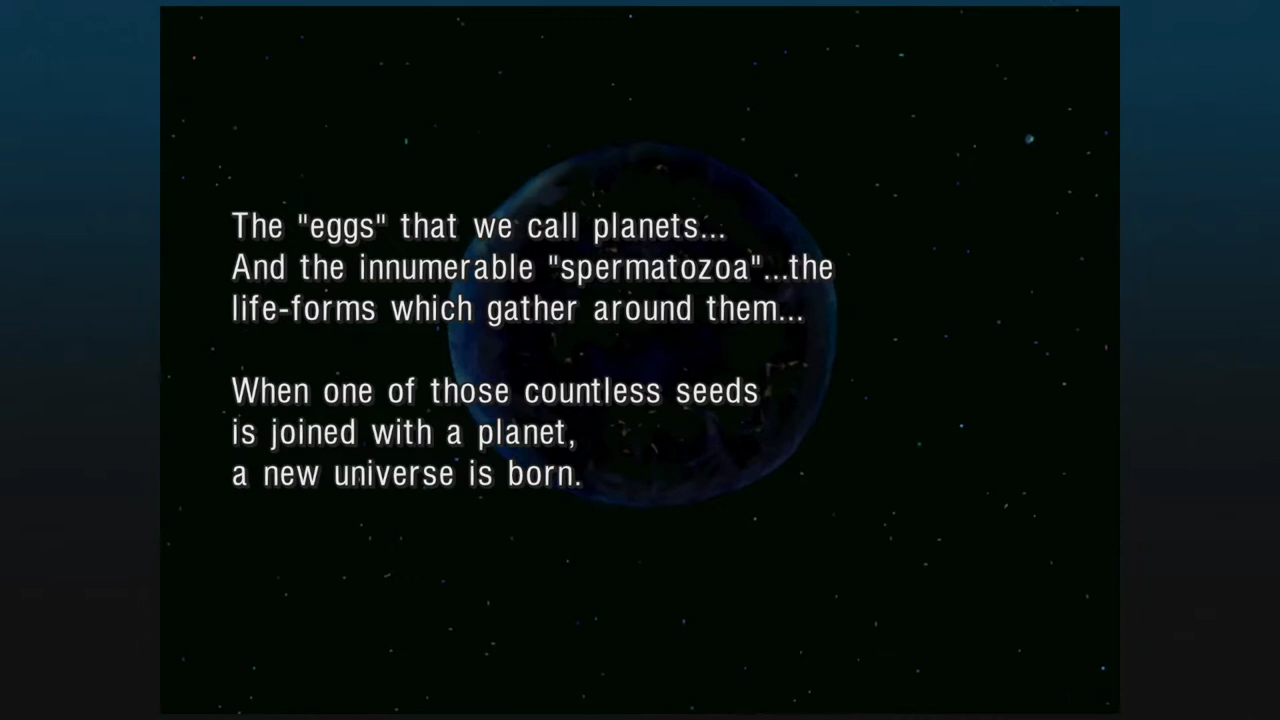 The "eggs" that we call planets...
And the innumerable "spermatozoa"...the
life-forms which gather around them...
When one of those countless seeds
is joined with a planet,
a new universe is born.